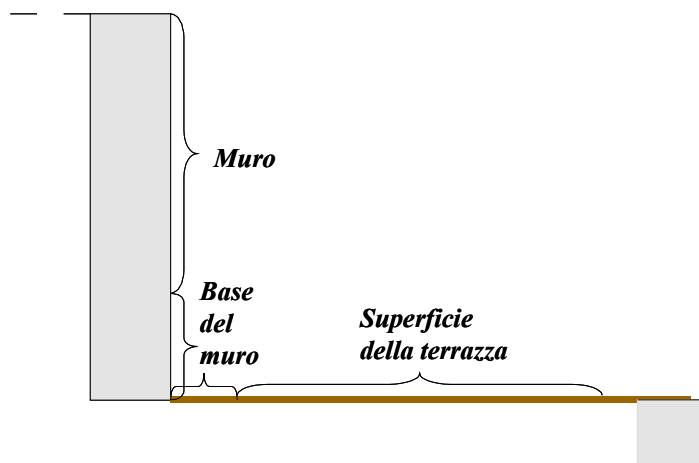 Muro
Base
del
muro
Superficie
della terrazza